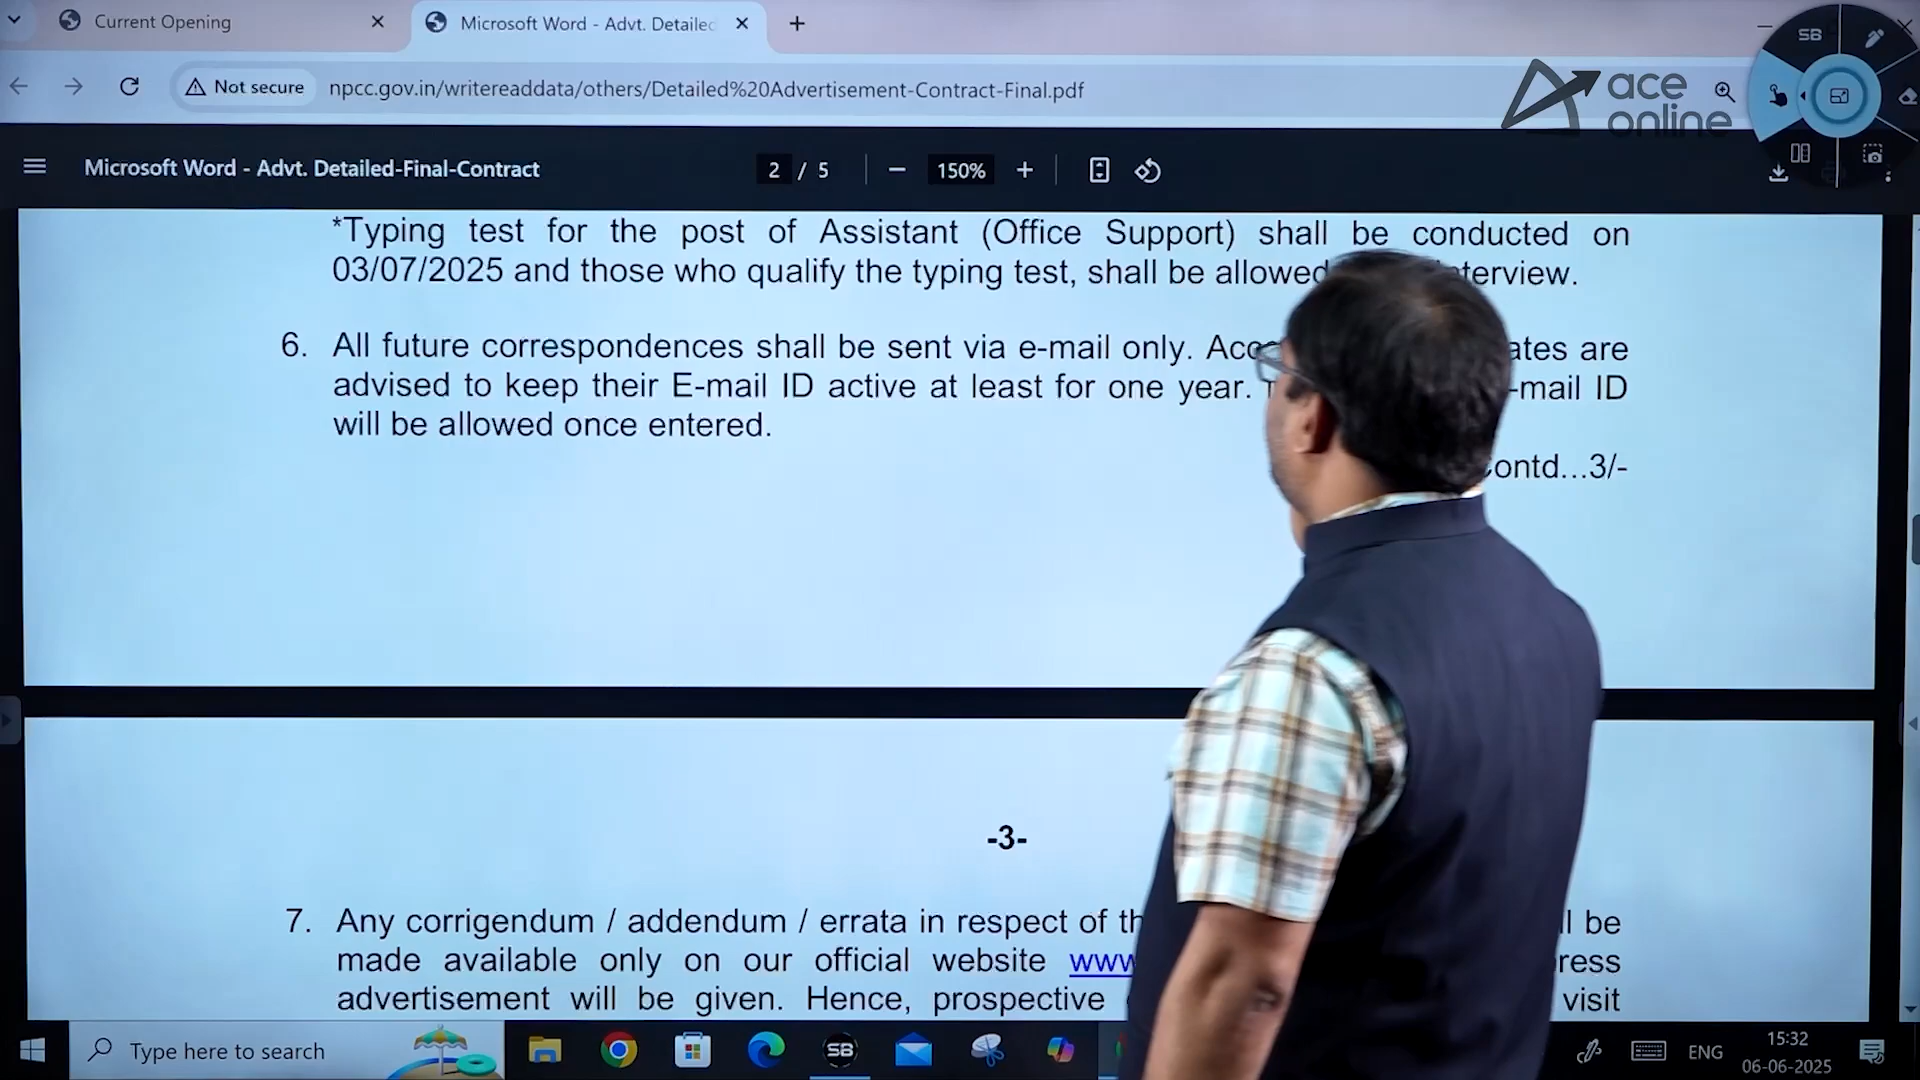 Current Opening
Microsoft Word - Advt. Detailed
SB
Not secure
npcc.gov.in/writereaddata/others/Detailed%20Advertisement-Contract-Final.pdf
ace
online
Microsoft Word - Advt. Detailed-Final-Contract
2 / 5
150%
*Typing test for the post of Assistant (Office Support) shall be conducted on
03/07/2025 and those who qualify the typing test, shall be allowed
6. All future correspondences shall be sent via e-mail only. are
advised to keep their E-mail ID active at least for one year. ID
will be allowed once entered.
-3-
7. Any corrigendum / addendum / errata in respect of be
made available only on our official website
advertisement will be given. Hence, prospective visit
Type here to search
SB
ENG
15:32
06-06-2025